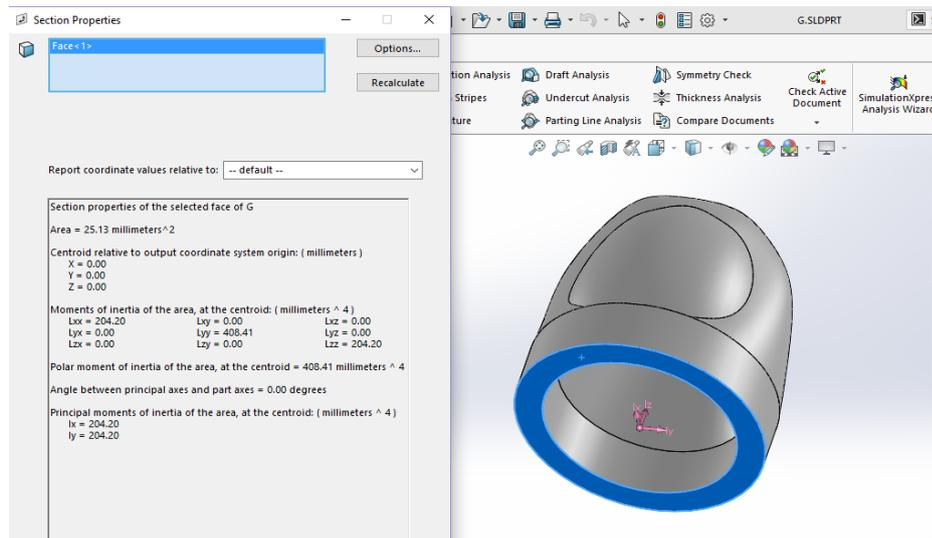 Section Properties
Face<1>
Options...
Recalculate
Report coordinate values relative to: -- default --
Section properties of the selected face of G
Area = 25.13 millimeters^2
Centroid relative to output coordinate system origin: ( millimeters )
X = 0.00
Y = 0.00
Z = 0.00
Moments of inertia of the area, at the centroid: ( millimeters ^ 4 )
Lxx = 204.20 Lxy = 0.00 Lxz = 0.00
Lyx = 0.00 Lyy = 408.41 Lyz = 0.00
Lzx = 0.00 Lzy = 0.00 Lzz = 204.20
Polar moment of inertia of the area, at the centroid = 408.41 millimeters ^ 4
Angle between principal axes and part axes = 0.00 degrees
Principal moments of inertia of the area, at the centroid: ( millimeters ^ 4 )
Ix = 204.20
Iy = 204.20
G.SLDPRT
tion Analysis Draft Analysis Symmetry Check
Stripes Undercut Analysis Thickness Analysis
ture Parting Line Analysis Compare Documents
Check Active
Document
SimulationXpres
Analysis Wizar
Ix Iz
Iy